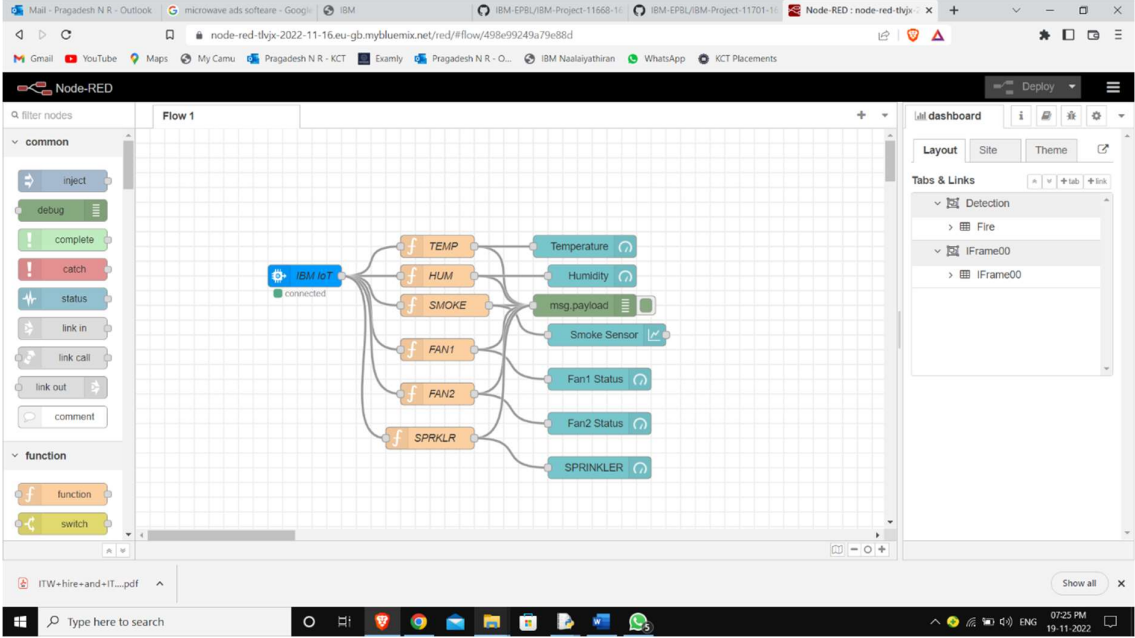 Mail - Pragadesh N R - Outlook
microwave ads softeare - Google
IBM
IBM-EPBL/IBM-Project-11668-16
IBM-EPBL/IBM-Project-11701-16
Node-RED : node-red-tlvjx-2
node-red-tlvjx-2022-11-16.eu-gb.mybluemix.net/red/#flow/498e99249a79e88d
Gmail
YouTube
Maps
My Camu
Pragadesh N R - KCT
Examly
Pragadesh N R - O...
IBM Naalaiyathiran
WhatsApp
KCT Placements
Node-RED
Deploy
filter nodes
Flow 1
dashboard
common
inject
debug
complete
catch
status
link in
link call
link out
comment
function
function
switch
IBM IoT
connected
TEMP
HUM
SMOKE
FAN1
FAN2
SPRKLR
Temperature
Humidity
msg.payload
Smoke Sensor
Fan1 Status
Fan2 Status
SPRINKLER
Layout
Site
Theme
Tabs & Links
+tab
+link
Detection
Fire
IFrame00
IFrame00
ITW+hire+and+IT....pdf
Show all
Type here to search
5
ENG
07:25 PM
19-11-2022